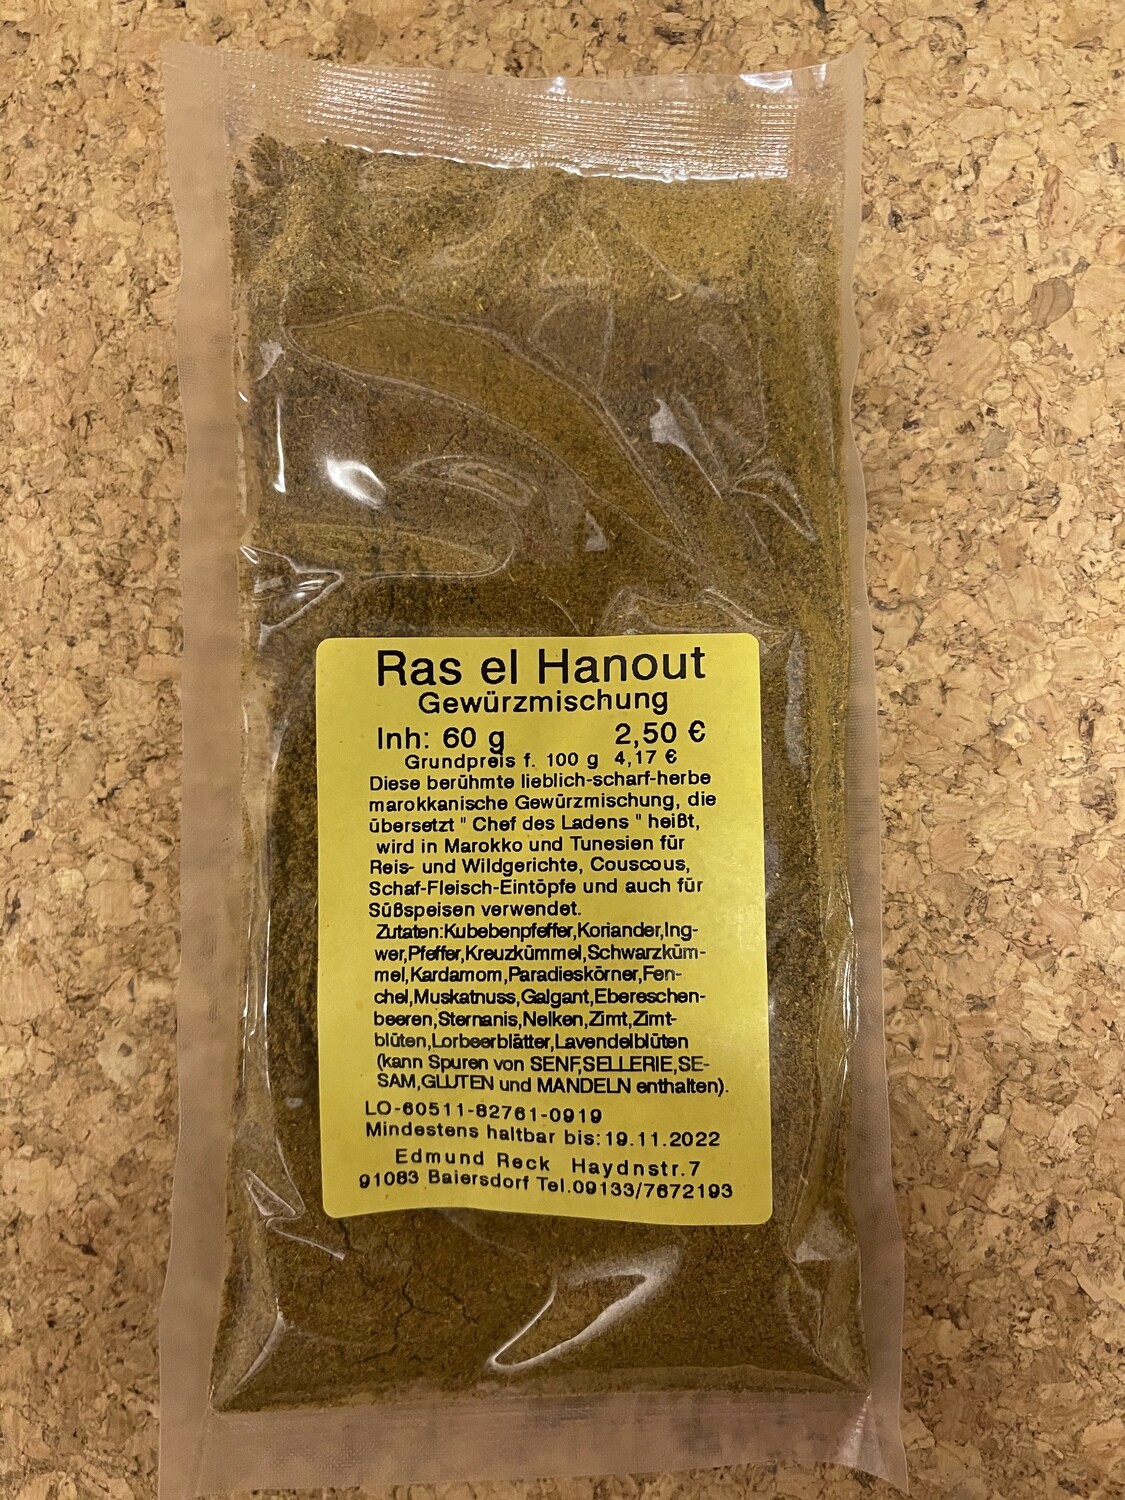 Ras el Hanout
Gewürzmischung
Inh: 60 g 2,50 €
Grundpreis f. 100 g 4,17 €
Diese berühmte lieblich-scharf-herbe
marokkanische Gewürzmischung, die
übersetzt " Chef des Ladens " heißt,
wird in Marokko und Tunesien für
Reis- und Wildgerichte, Couscous,
Schaf-Fleisch-Eintöpfe und auch für
Süßspeisen verwendet.
Zutaten:Kubebenpfeffer,Koriander,Ing-
wer,Pfeffer,Kreuzkümmel,Schwarzküm-
mel,Kardamom,Paradieskörner,Fen-
chel,Muskatnuss,Galgant,Ebereschen-
beeren,Sternanis,Nelken,Zimt,Zimt-
blüten,Lorbeerblätter,Lavendelblüten
(kann Spuren von SENF,SELLERIE,SE-
SAM,GLUTEN und MANDELN enthalten).
LO-60511-82761-0919
Mindestens haltbar bis:19.11.2022
Edmund Reck Haydnstr.7
91083 Baiersdorf Tel.09133/7672193